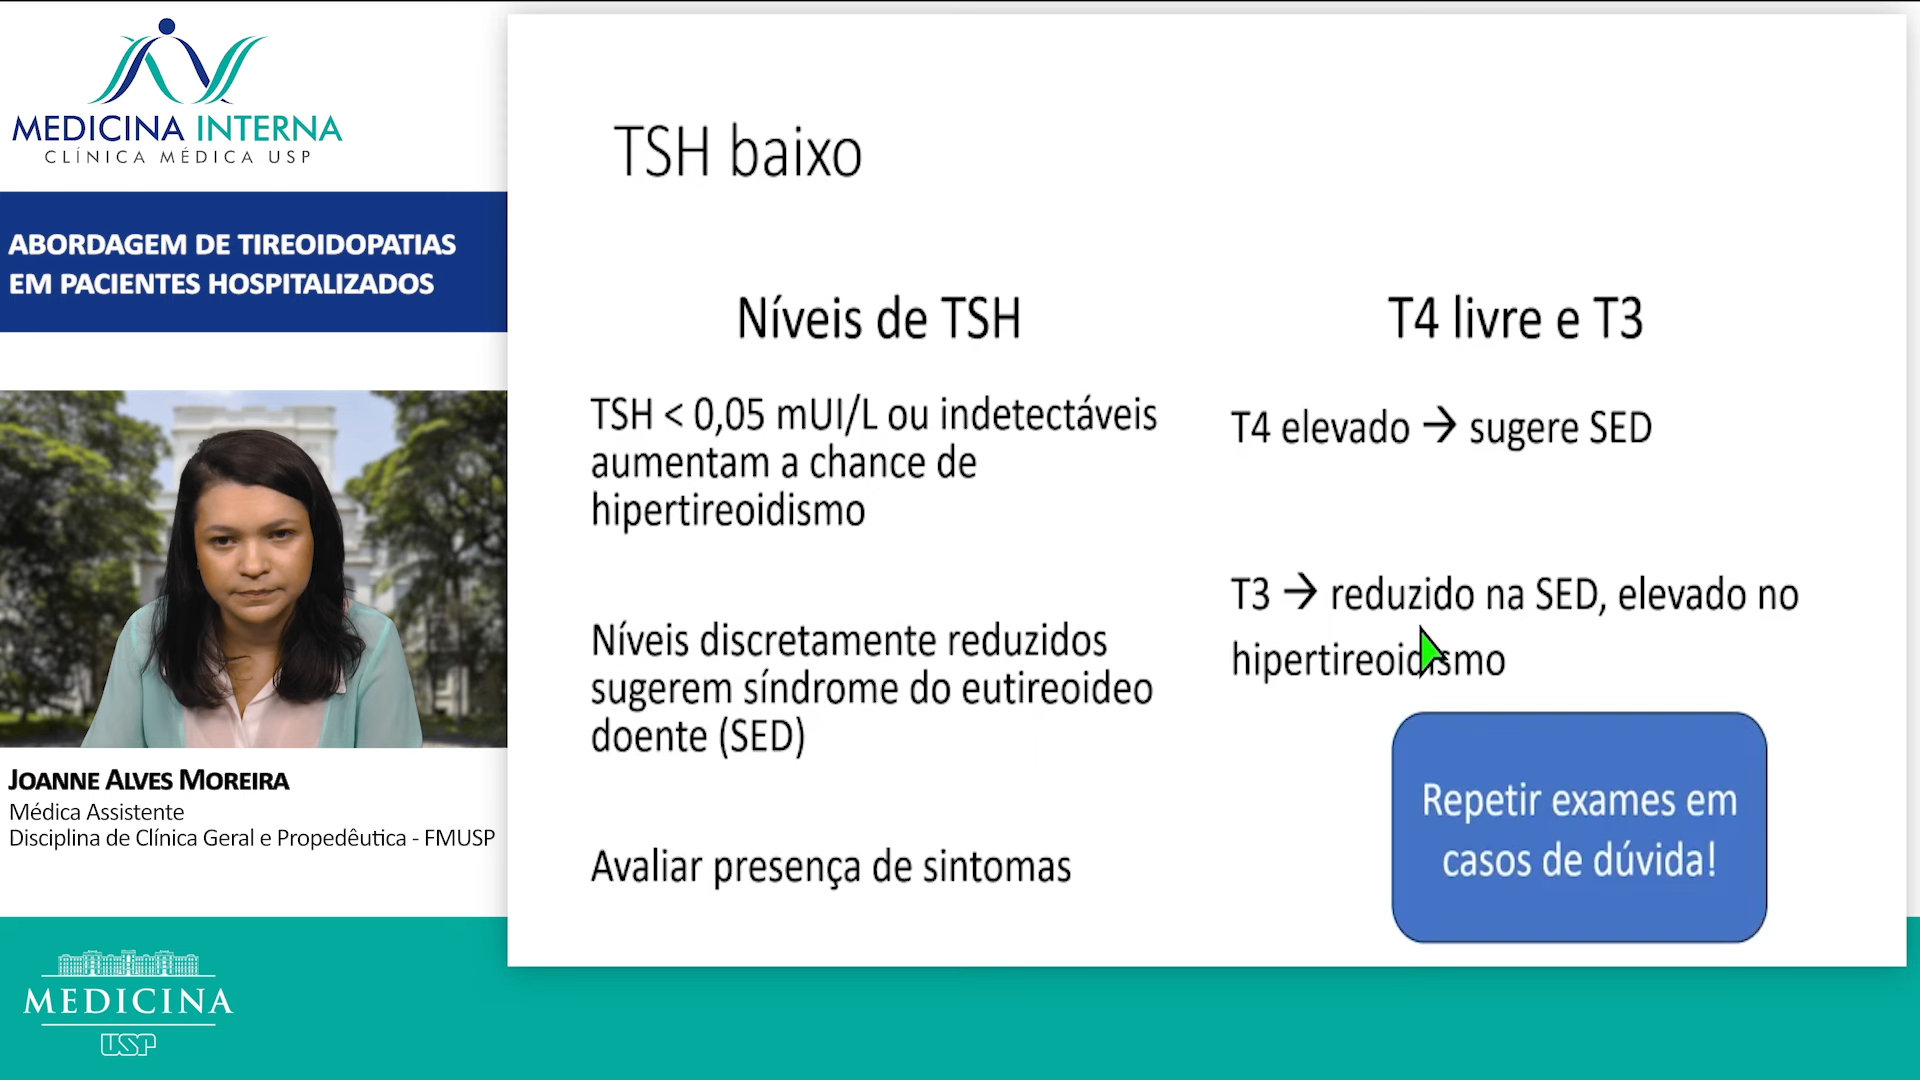 MEDICINA INTERNA
CLÍNICA MÉDICA USP
ABORDAGEM DE TIREOIDOPATIAS
EM PACIENTES HOSPITALIZADOS
JOANNE ALVES MOREIRA
Médica Assistente
Disciplina de Clínica Geral e Propedêutica - FMUSP
MEDICINA
USP
TSH baixo
Níveis de TSH
TSH < 0,05 mUI/L ou indetectáveis
aumentam a chance de
hipertireoidismo
Níveis discretamente reduzidos
sugerem síndrome do eutireoideo
doente (SED)
Avaliar presença de sintomas
T4 livre e T3
T4 elevado → sugere SED
T3 → reduzido na SED, elevado no
hipertireoidismo
Repetir exames em
casos de dúvida!